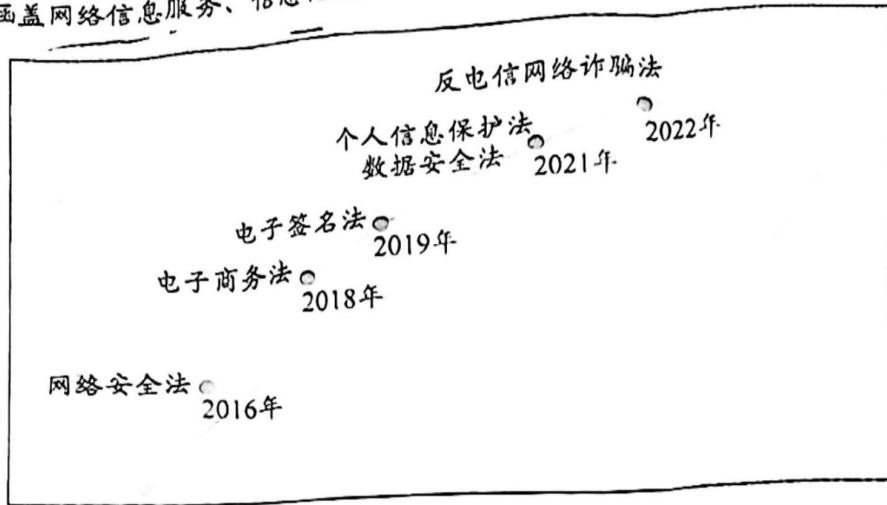 涵盖网络信息服务、信息
反电信网络诈骗法
2022年
个人信息保护法
数据安全法
2021年
电子签名法
2019年
电子商务法
2018年
网络安全法
2016年